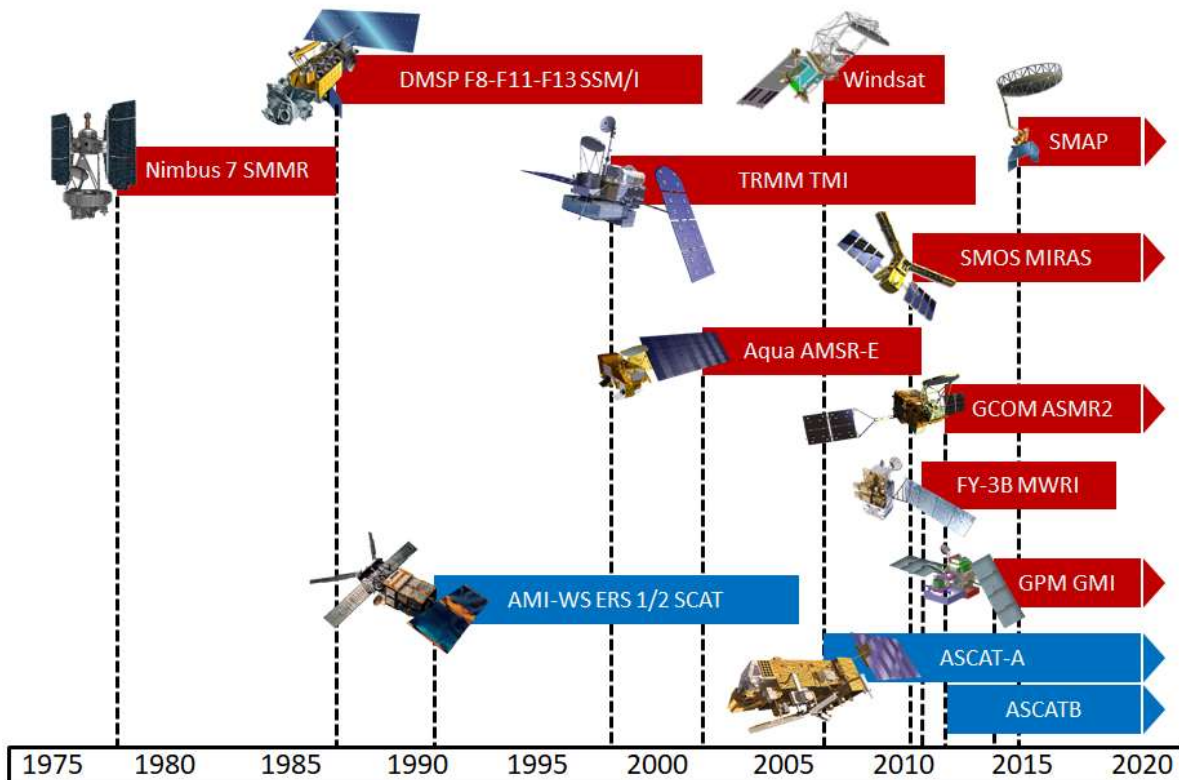 DMSP F8-F11-F13 SSM/I
Windsat
SMAP
Nimbus 7 SMMR
TRMM TMI
SMOS MIRAS
Aqua AMSR-E
GCOM ASMR2
FY-3B MWRI
GPM GMI
AMI-WS ERS 1/2 SCAT
ASCAT-A
ASCATB
1975 1980 1985 1990 1995 2000 2005 2010 2015 2020